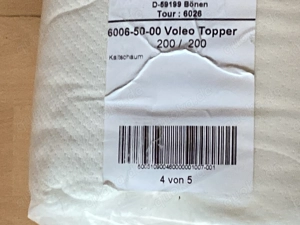 D-59199 Bönen
Tour : 6026
6006-50-00 Voleo Topper
200 / 200
Kaltschaum
4 von 5